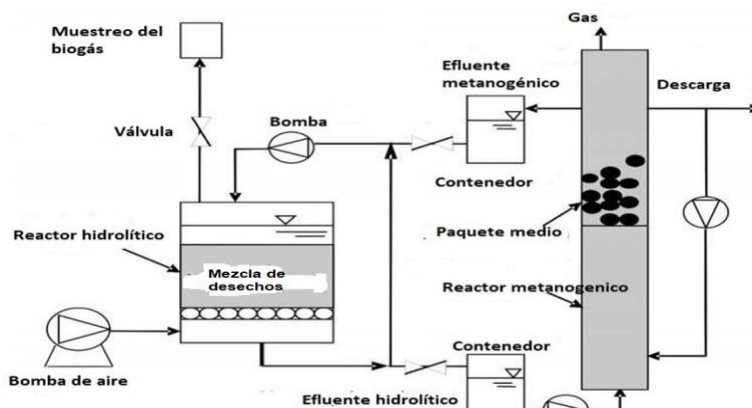 Gas
Muestreo del
biogás
Efluente
metanogénico
Descarga
Bomba
Válvula
Contenedor
Reactor hidrolítico
Paquete medio
Mezcla de
desechos
Reactor metanogenico
Contenedor
Bomba de aire
Efluente hidrolítico